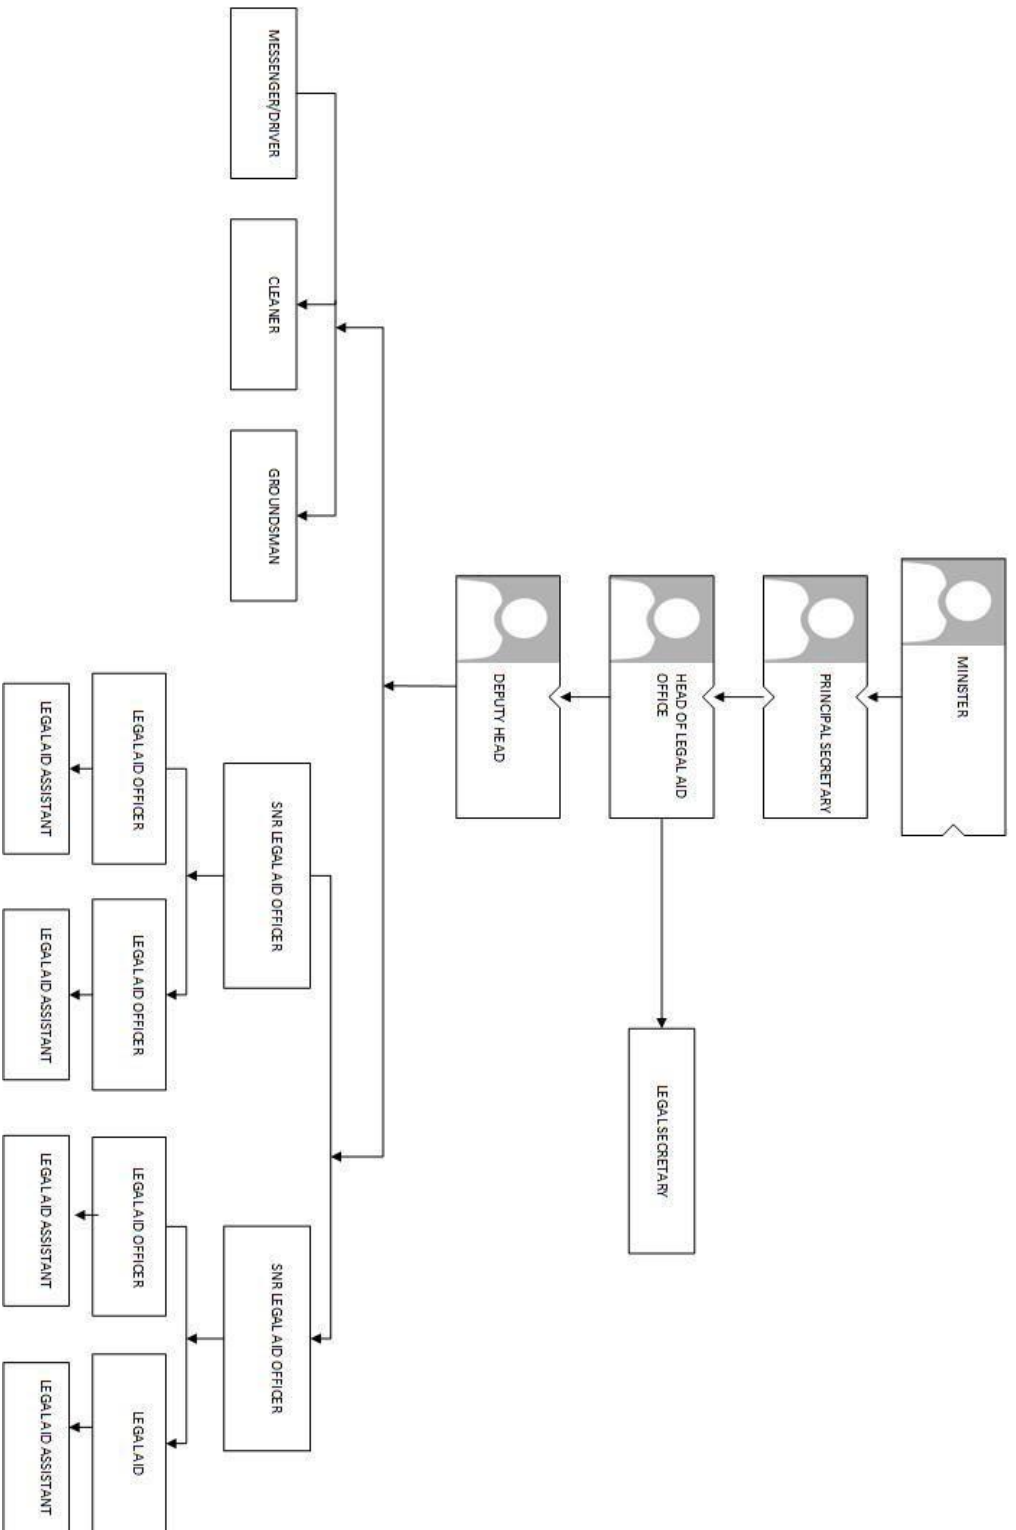 MINISTER
PRINCIPAL SECRETARY
HEAD OF LEGAL AID
OFFICE
LEGAL SECRETARY
DEPUTY HEAD
MESSENGER/DRIVER
CLEANER
GROUNDSMAN
SNR LEGAL AID OFFICER
SNR LEGAL AID OFFICER
LEGAL AID OFFICER
LEGAL AID OFFICER
LEGAL AID OFFICER
LEGAL AID
LEGAL AID ASSISTANT
LEGAL AID ASSISTANT
LEGAL AID ASSISTANT
LEGAL AID ASSISTANT